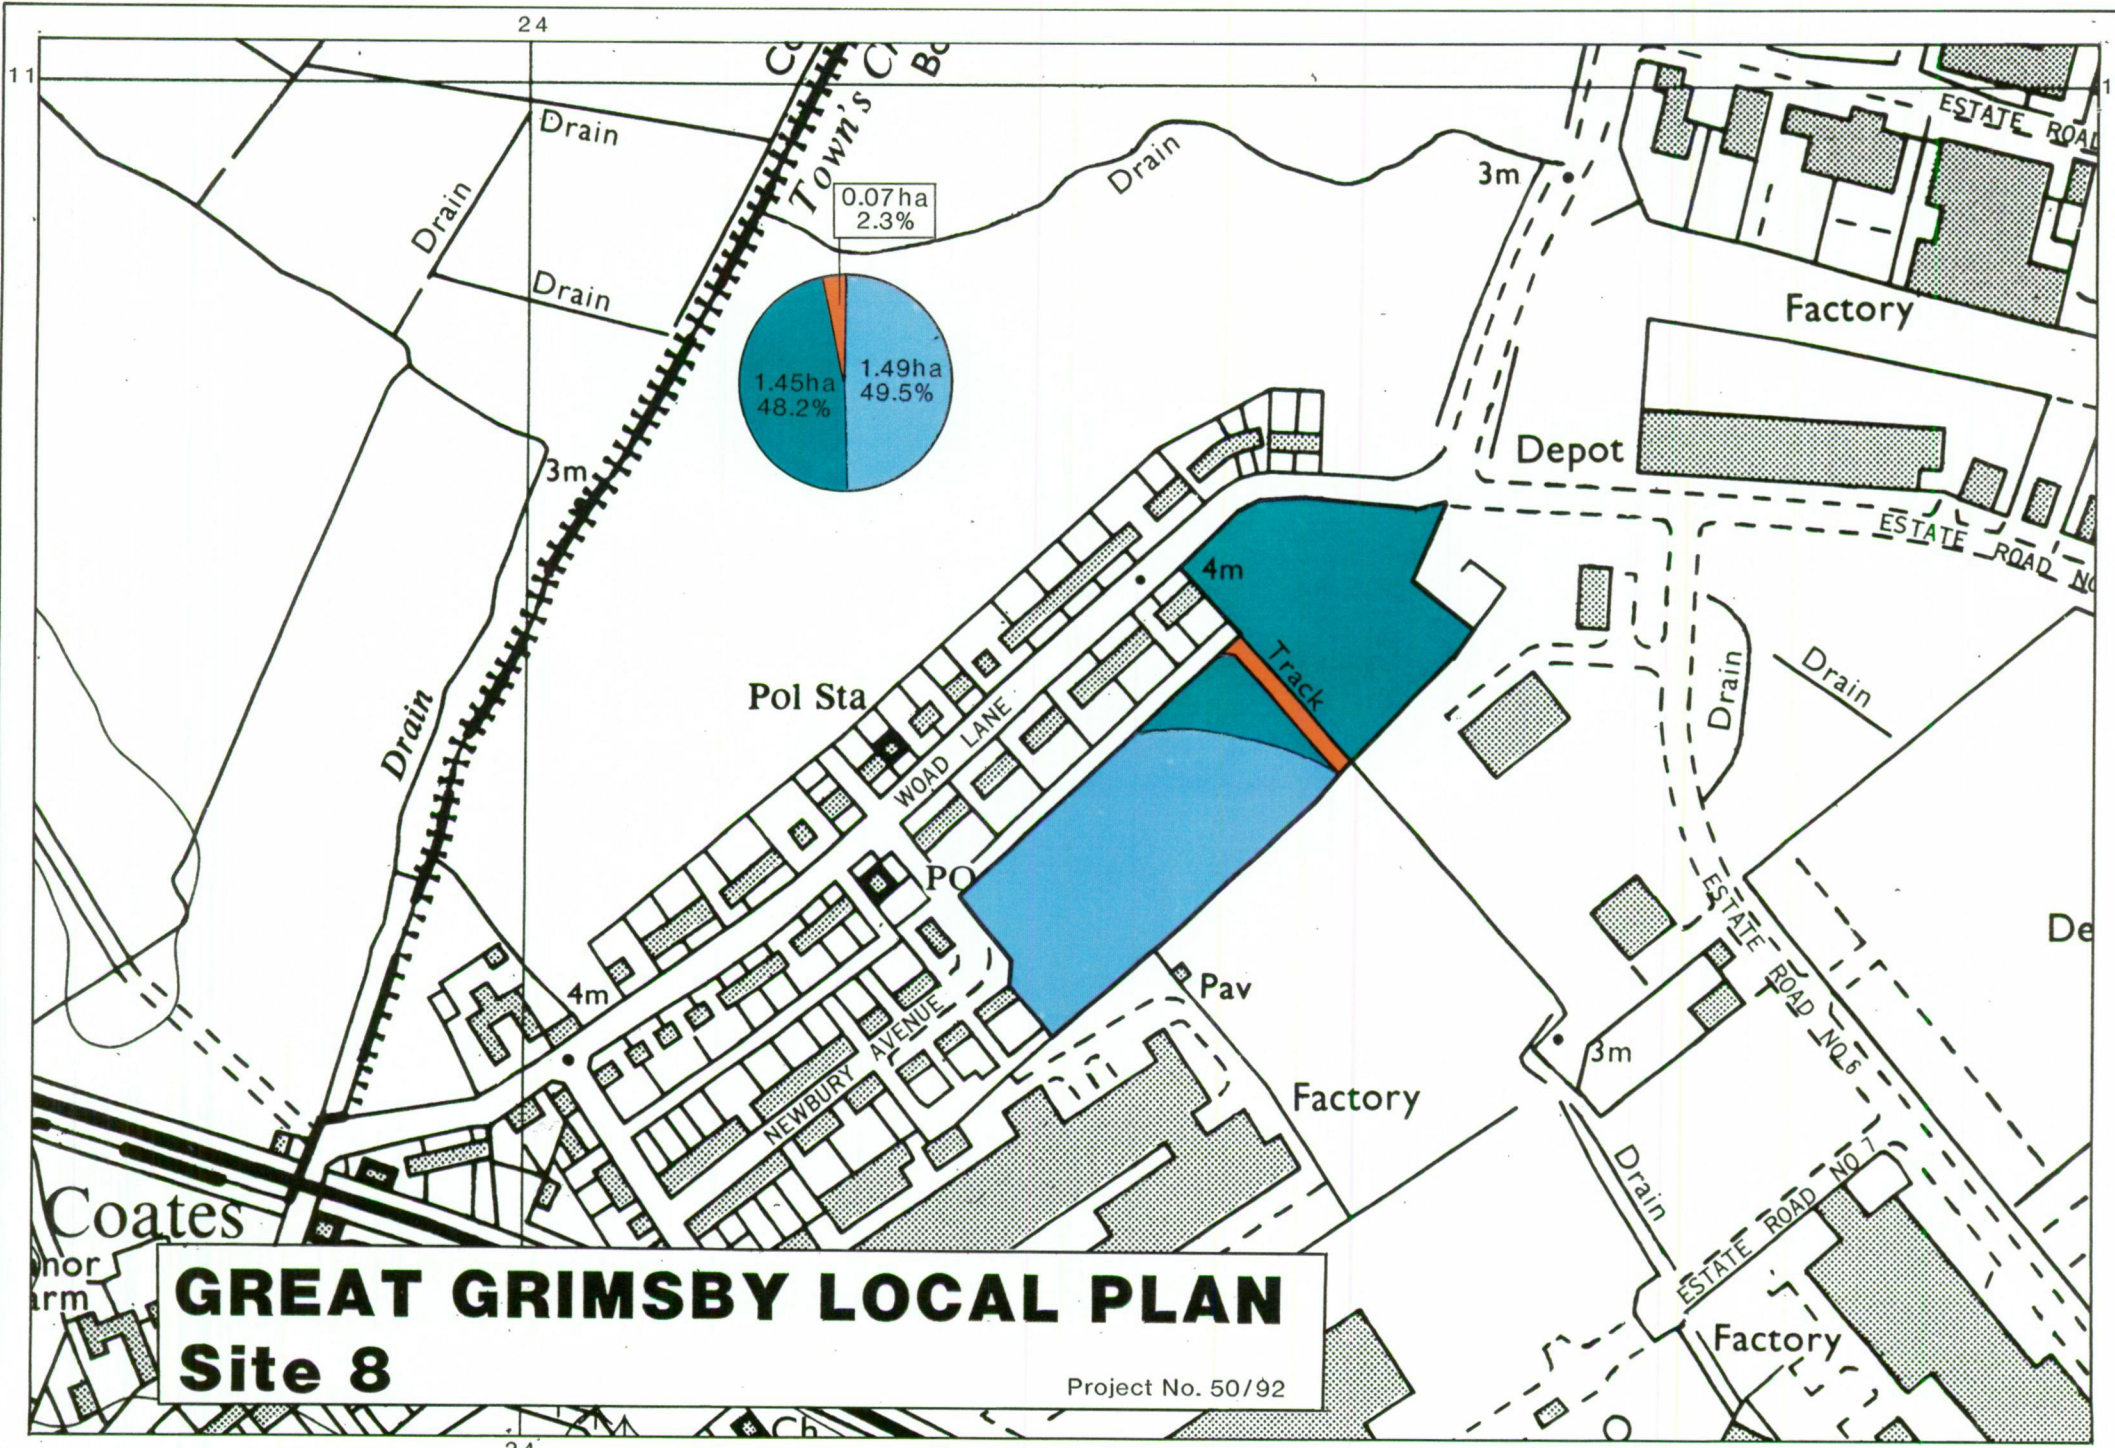 24
11
Drain
Town's
Drain
3m
ESTATE ROAD
Drain
0.07ha
2.3%
Drain
Factory
1.45ha
48.2%
1.49ha
49.5%
Depot
3m
ESTATE ROAD NO
4m
Track
Drain
Drain
Pol Sta
WOAD LANE
Drain
PO
ESTATE ROAD NO 6
De
4m
Pav
NEWBURY AVENUE
3m
Factory
Drain
ESTATE ROAD NO 7
Coates
Factory
GREAT GRIMSBY LOCAL PLAN
Site 8
Project No. 50/92
Ch